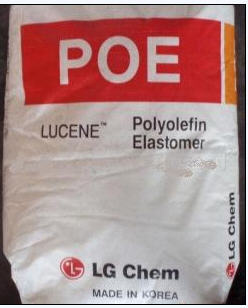 POE
LUCENE™
Polyolefin
Elastomer
LG Chem
MADE IN KOREA
LG Chem